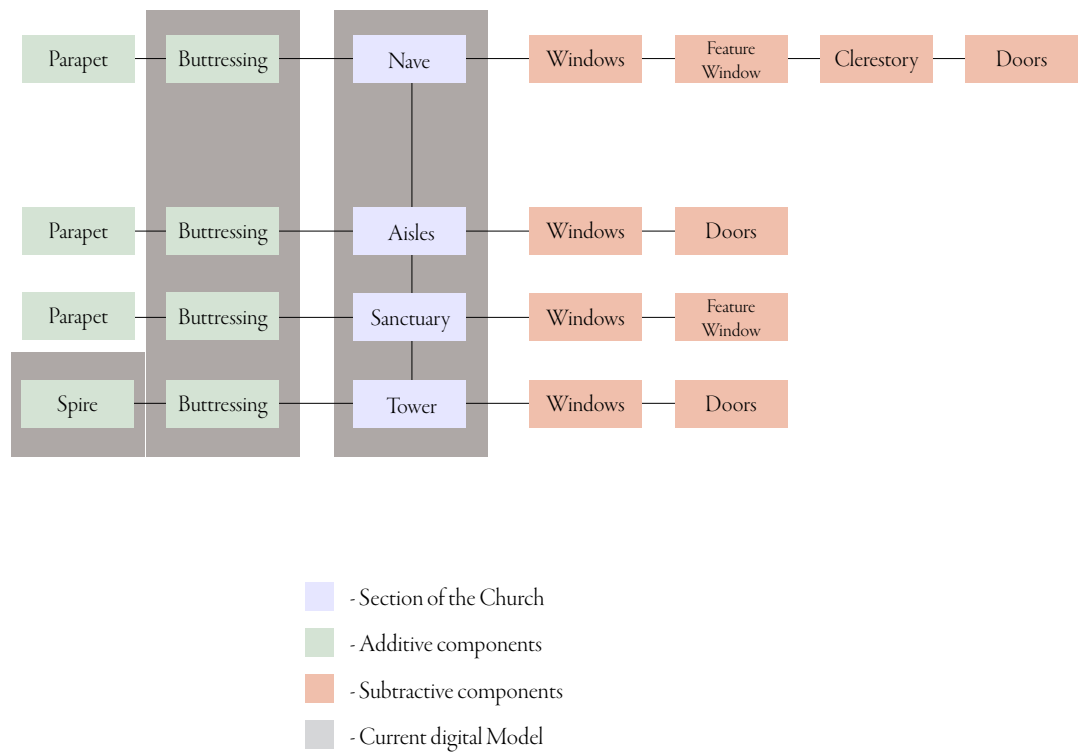 Parapet
Buttressing
Nave
Windows
Feature
Window
Clerestory
Doors
Parapet
Buttressing
Aisles
Windows
Doors
Parapet
Buttressing
Sanctuary
Windows
Feature
Window
Spire
Buttressing
Tower
Windows
Doors
- Section of the Church
- Additive components
- Subtractive components
- Current digital Model